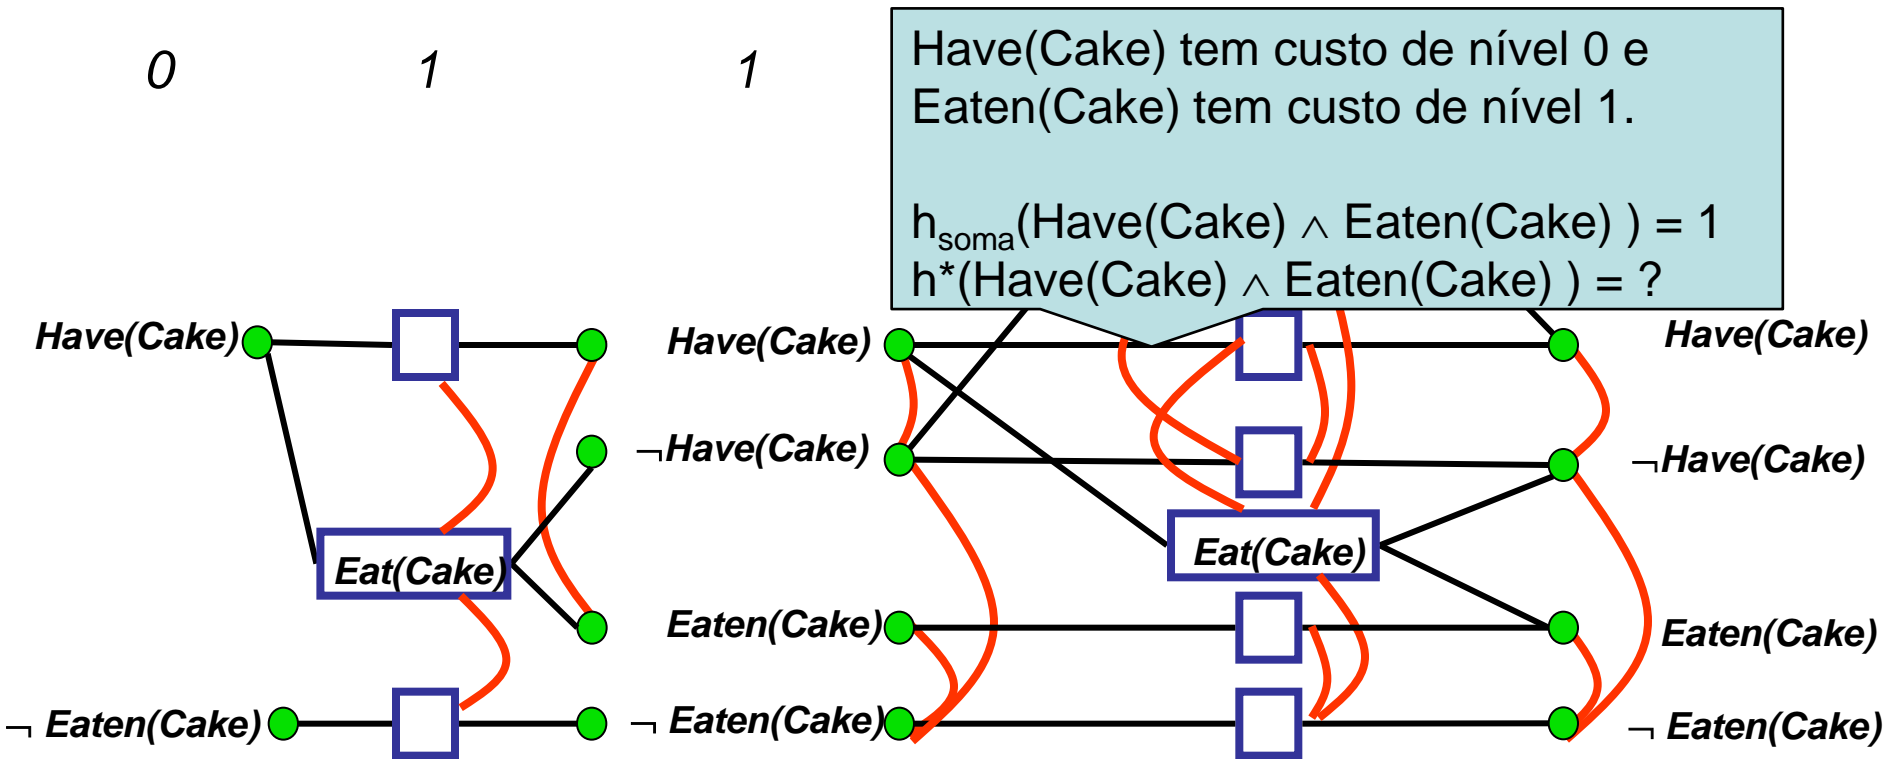 0 1 1
Have(Cake) tem custo de nível 0 e
Eaten(Cake) tem custo de nível 1.
h_soma(Have(Cake) ∧ Eaten(Cake) ) = 1
h*(Have(Cake) ∧ Eaten(Cake) ) = ?
Have(Cake) Have(Cake) Have(Cake)
¬Have(Cake) ¬Have(Cake)
Eat(Cake) Eat(Cake)
Eaten(Cake) Eaten(Cake)
¬ Eaten(Cake) ¬ Eaten(Cake) ¬ Eaten(Cake)